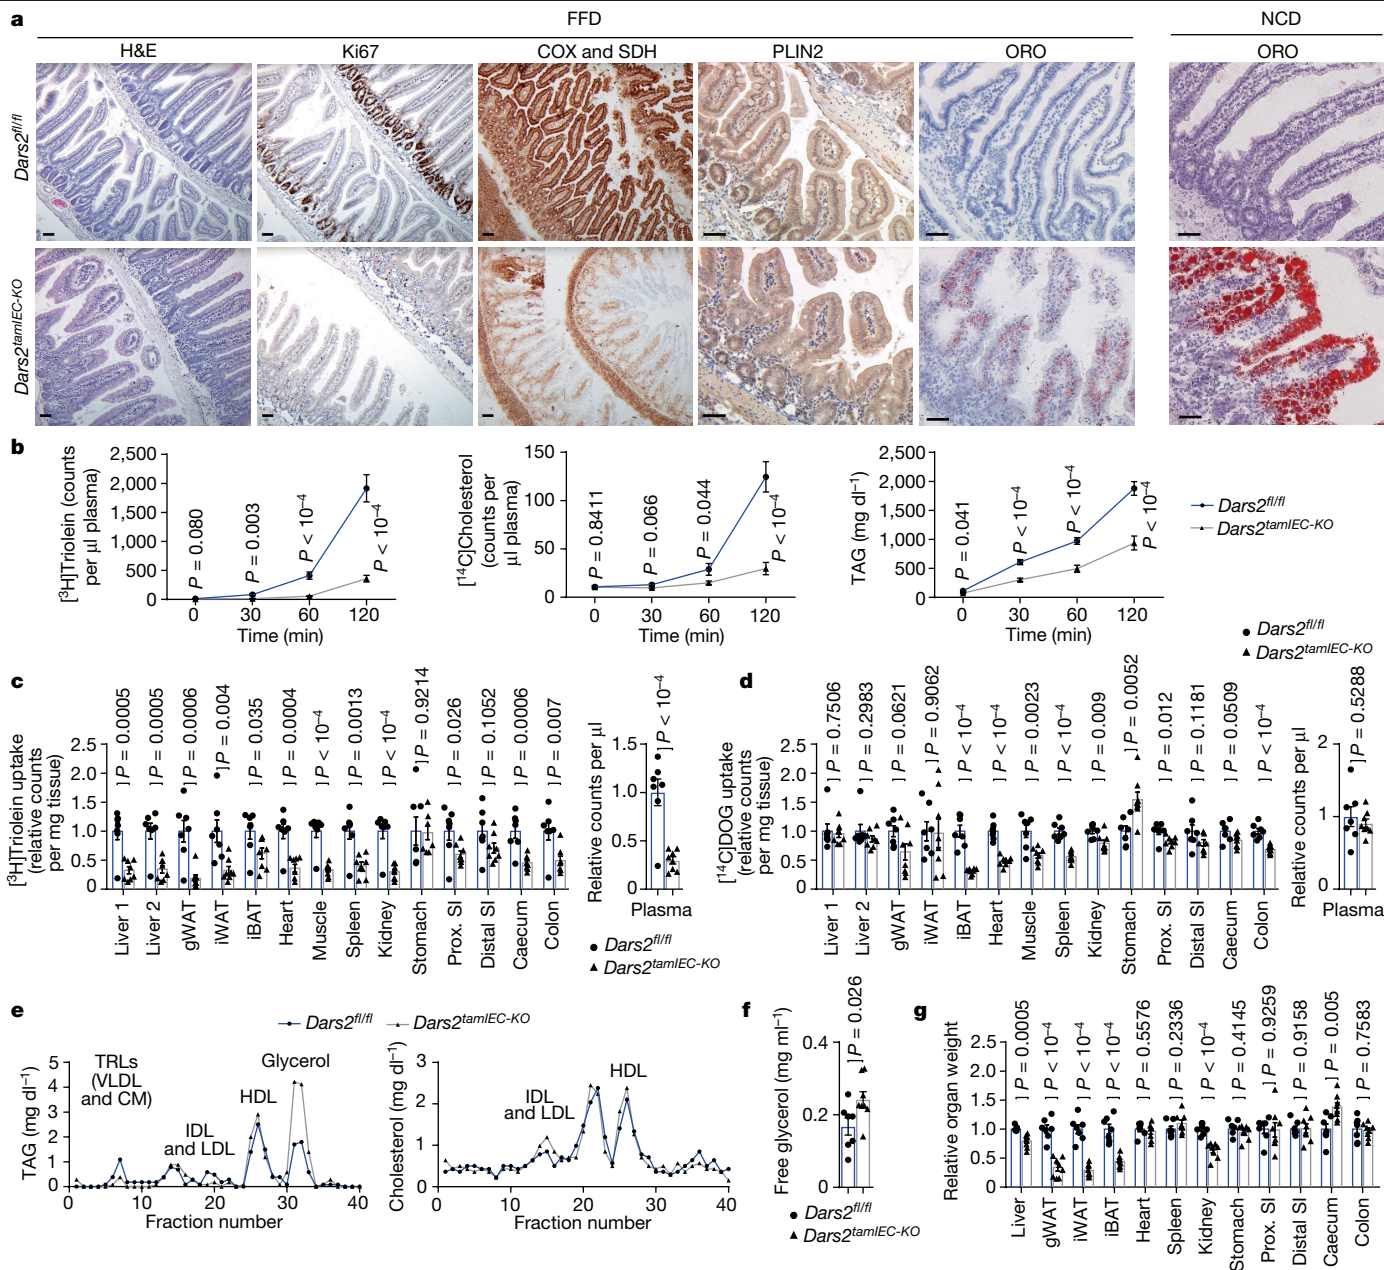 a
FFD
NCD
H&E
Ki67
COX and SDH
PLIN2
ORO
ORO
Dars2fl/fl
Dars2tamIEC-KO
b
[3H]Triolein (counts
per µl plasma)
2,500
2,000
1,500
1,000
500
0
P = 0.080
P = 0.003
P < 10–4
P < 10–4
0
30
60
120
Time (min)
[14C]Cholesterol
(counts per
µl plasma)
150
100
50
0
P = 0.8411
P = 0.066
P = 0.044
P < 10–4
0
30
60
120
Time (min)
TAG (mg dl–1)
2,500
2,000
1,500
1,000
500
0
P = 0.041
P < 10–4
P < 10–4
P < 10–4
0
30
60
120
Time (min)
Dars2fl/fl
Dars2tamIEC-KO
Dars2fl/fl
Dars2tamIEC-KO
c
[3H]Triolein uptake
(relative counts
per mg tissue)
2.5
2.0
1.5
1.0
0.5
0
P = 0.0005
P = 0.0005
P = 0.0006
P = 0.004
P = 0.035
P = 0.0004
P < 10–4
P = 0.0013
P < 10–4
P = 0.9214
P = 0.026
P = 0.1052
P = 0.0006
P = 0.007
Liver 1
Liver 2
gWAT
iWAT
iBAT
Heart
Muscle
Spleen
Kidney
Stomach
Prox. SI
Distal SI
Caecum
Colon
Relative counts per µl
1.5
1.0
0.5
0
P < 10–4
Plasma
Dars2fl/fl
Dars2tamIEC-KO
d
[14C]DOG uptake
(relative counts
per mg tissue)
2.5
2.0
1.5
1.0
0.5
0
P = 0.7506
P = 0.2983
P = 0.0621
P = 0.9062
P < 10–4
P < 10–4
P = 0.0023
P < 10–4
P = 0.009
P = 0.0052
P = 0.012
P = 0.1181
P = 0.0509
P < 10–4
Liver 1
Liver 2
gWAT
iWAT
iBAT
Heart
Muscle
Spleen
Kidney
Stomach
Prox. SI
Distal SI
Caecum
Colon
Relative counts per µl
2
1
0
P = 0.5288
Plasma
e
Dars2fl/fl
Dars2tamIEC-KO
TAG (mg dl–1)
5
4
3
2
1
0
TRLs
(VLDL
and CM)
IDL
and LDL
HDL
Glycerol
0
10
20
30
40
Fraction number
Cholesterol (mg dl–1)
3
2
1
0
IDL
and LDL
HDL
0
10
20
30
40
Fraction number
f
Free glycerol (mg ml–1)
0.4
0.2
0
P = 0.026
Dars2fl/fl
Dars2tamIEC-KO
g
Relative organ weight
2.5
2.0
1.5
1.0
0.5
0
P = 0.0005
P < 10–4
P < 10–4
P < 10–4
P = 0.5576
P = 0.2336
P < 10–4
P = 0.4145
P = 0.9259
P = 0.9158
P = 0.005
P = 0.7583
Liver
gWAT
iWAT
iBAT
Heart
Spleen
Kidney
Stomach
Prox. SI
Distal SI
Caecum
Colon